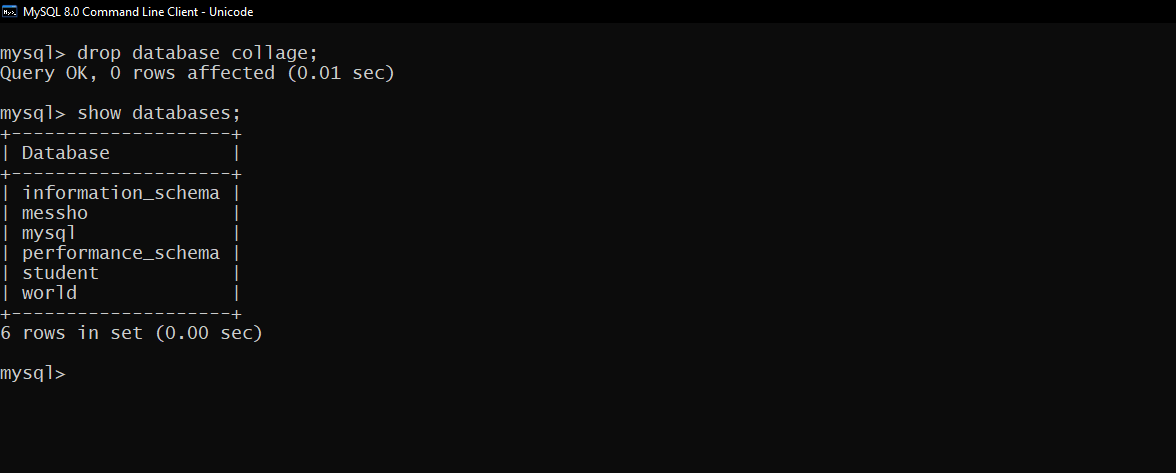 MySQL 8.0 Command Line Client - Unicode
mysql> drop database collage;
Query OK, 0 rows affected (0.01 sec)
mysql> show databases;
+--------------------+
| Database           |
+--------------------+
| information_schema |
| messho             |
| mysql              |
| performance_schema |
| student            |
| world              |
+--------------------+
6 rows in set (0.00 sec)
mysql>